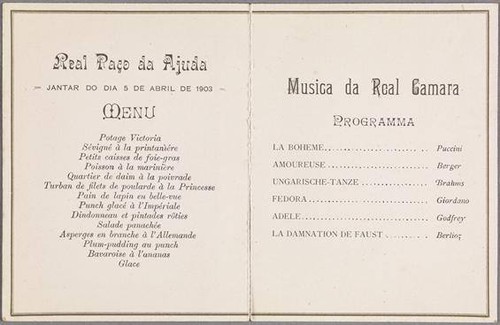 Real Paço da Ajuda
JANTAR DO DIA 5 DE ABRIL DE 1903
MENU
Potage Victoria
Sévigné à la printanière
Petits caisses de foie-gras
Poisson à la marinière
Quartier de daim à la poivrade
Turban de filets de poularde à la Princesse
Pain de lapin en belle-vue
Punch glacé à l'Impériale
Dindonneau et pintades rôties
Salade panachée
Asperges en branche à l'Allemande
Plum-pudding au punch
Bavaroise à l'ananas
Glace
Musica da Real Camara
PROGRAMMA
LA BOHEME.................. Puccini
AMOUREUSE.................. Berger
UNGARISCHE-TANZE........... Brahms
FEDORA..................... Giordano
ADELE...................... Godfrey
LA DAMNATION DE FAUST...... Berlioz